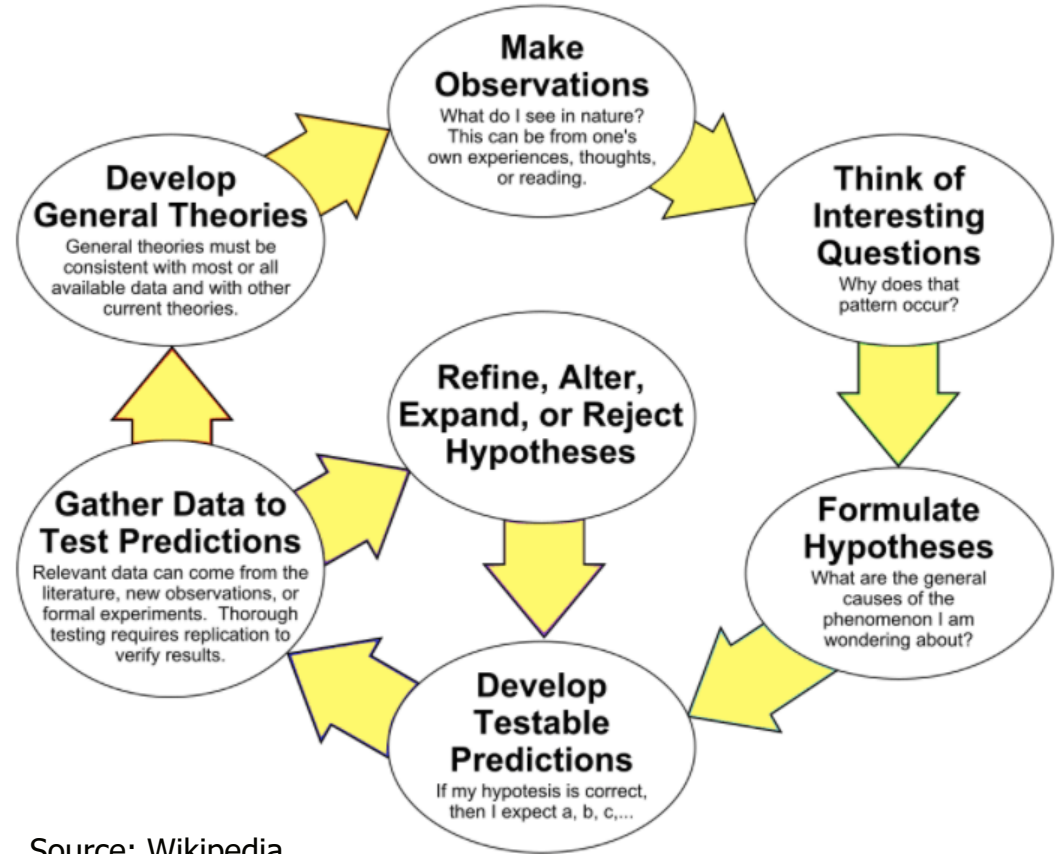 Make
Observations
What do I see in nature?
This can be from one's
own experiences, thoughts,
or reading.
Think of
Interesting
Questions
Why does that
pattern occur?
Formulate
Hypotheses
What are the general
causes of the
phenomenon I am
wondering about?
Develop
Testable
Predictions
If my hypotesis is correct,
then I expect a, b, c,...
Gather Data to
Test Predictions
Relevant data can come from the
literature, new observations, or
formal experiments. Thorough
testing requires replication to
verify results.
Refine, Alter,
Expand, or Reject
Hypotheses
Develop
General Theories
General theories must be
consistent with most or all
available data and with other
current theories.
Source: Wikipedia